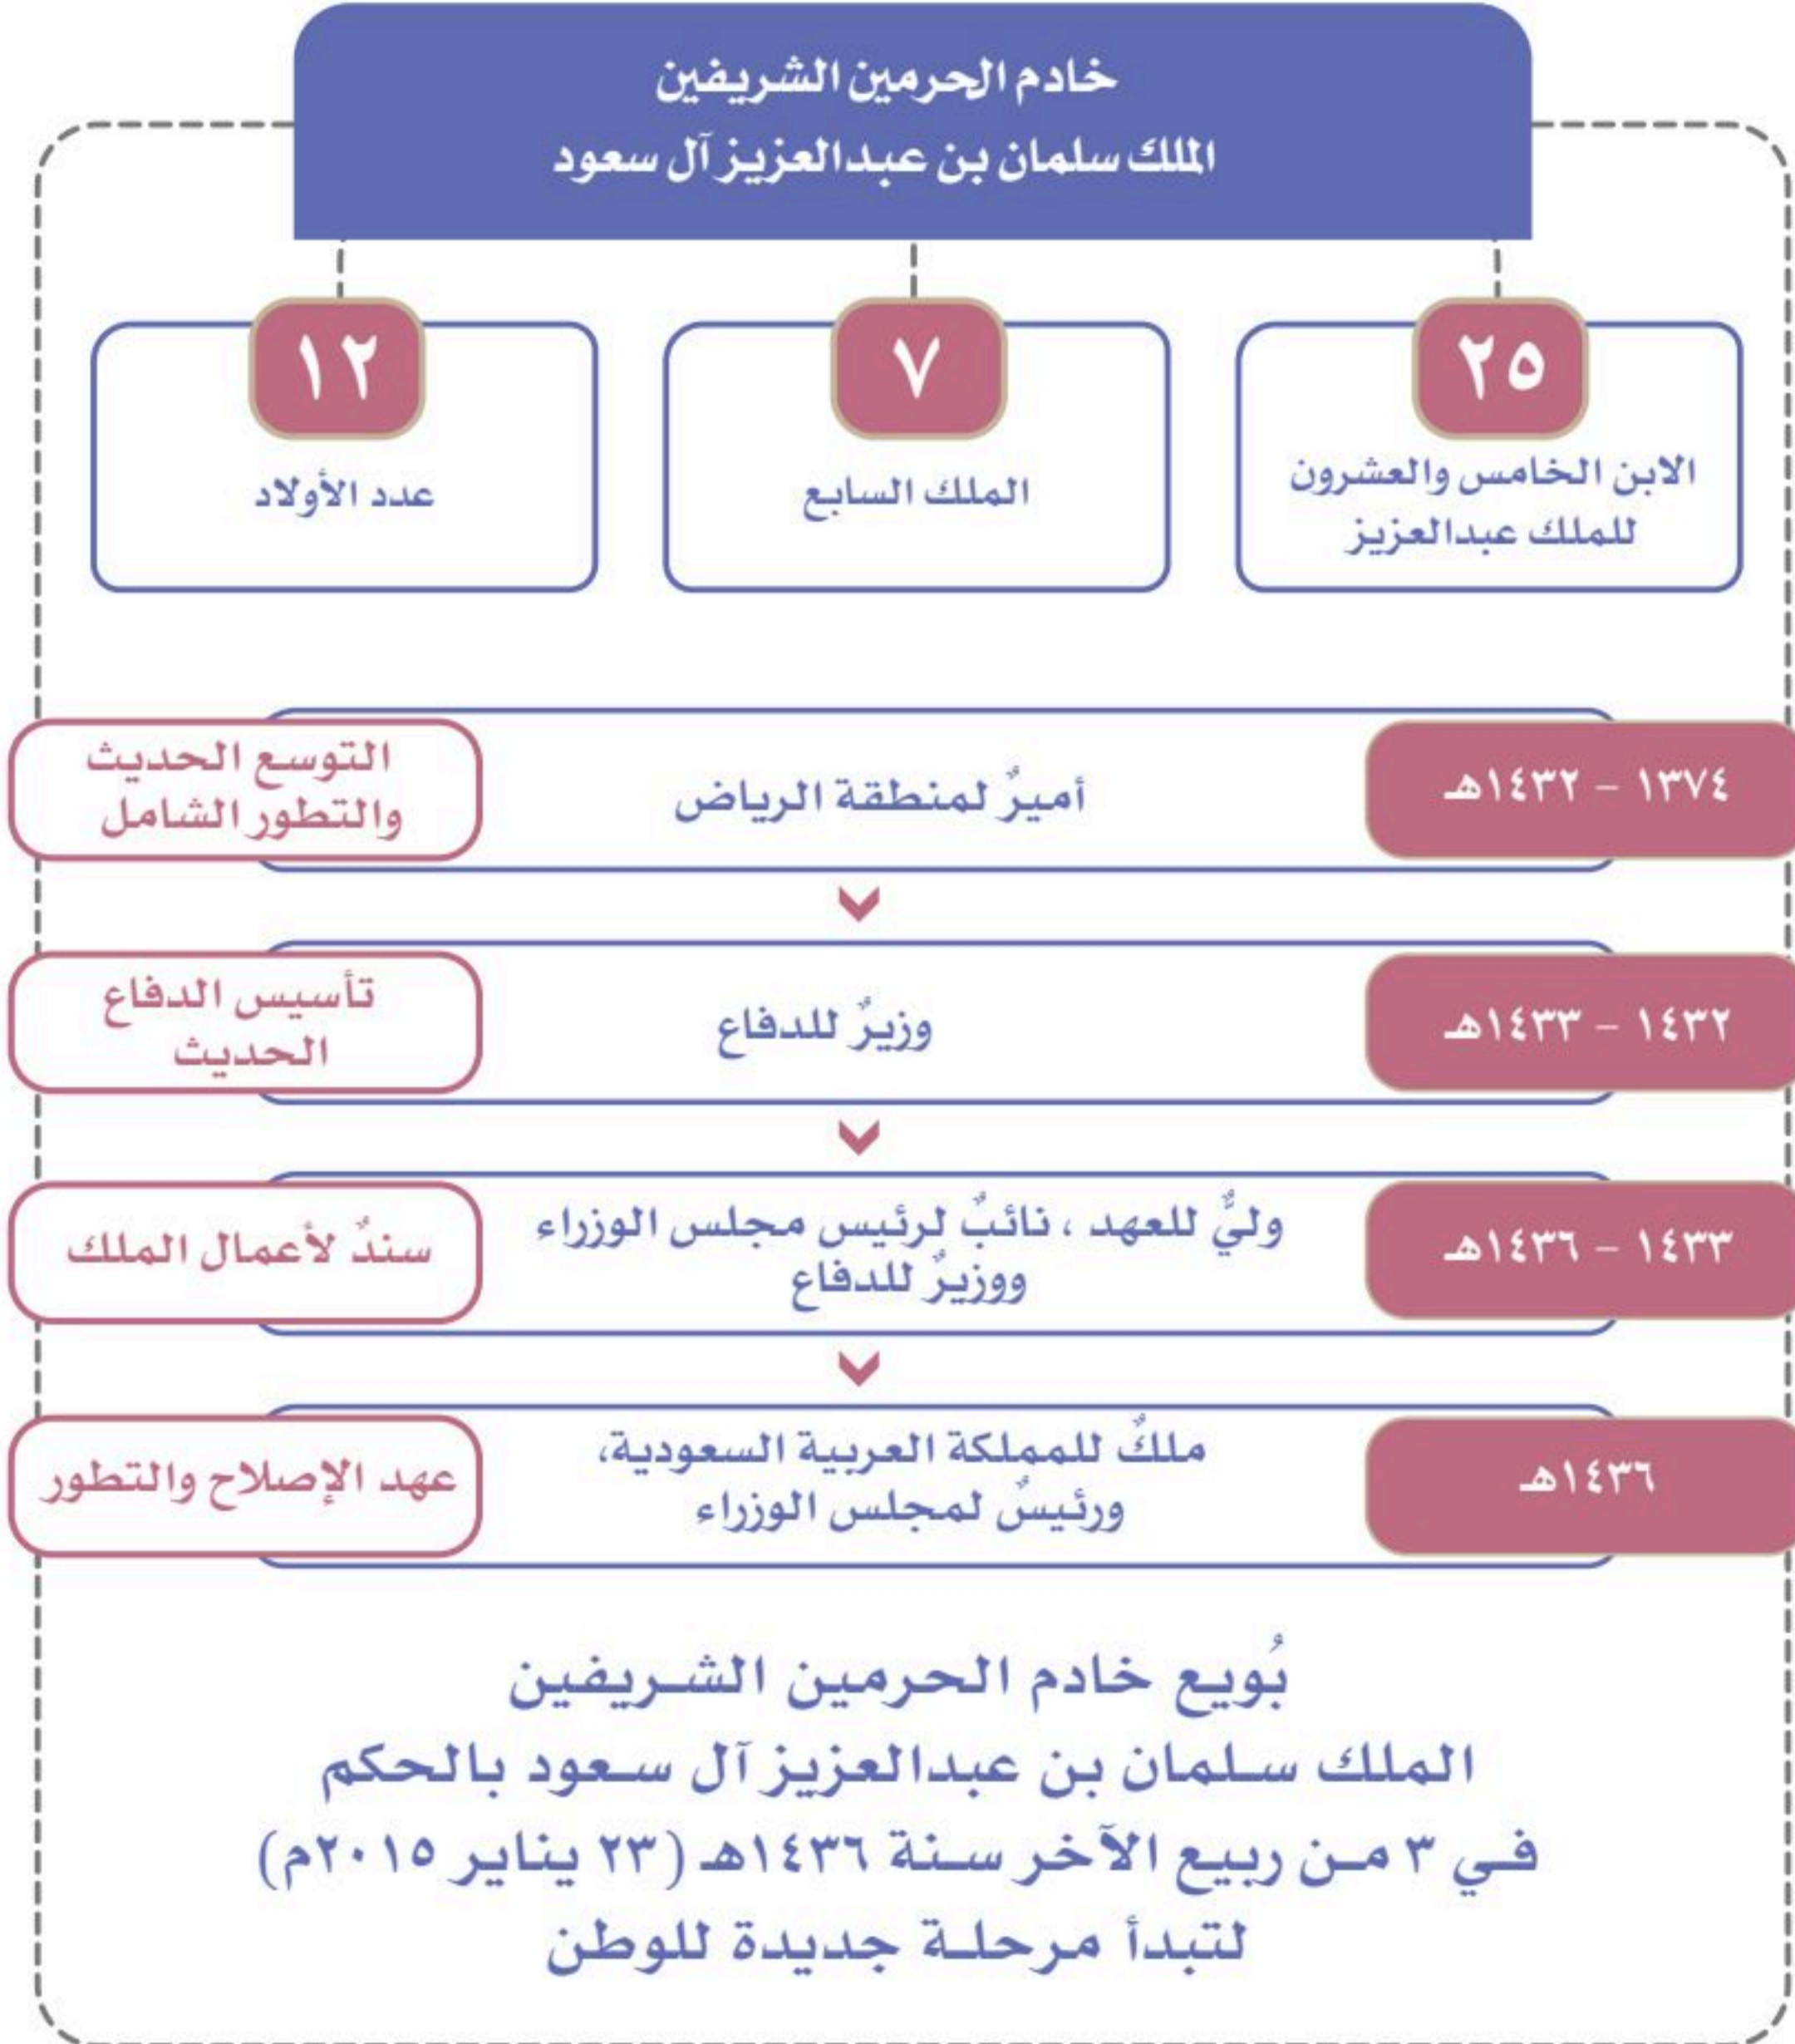 خادم الحرمين الشريفين
الملك سلمان بن عبدالعزيز آل سعود
٢٥
الابن الخامس والعشرون
للملك عبدالعزيز
٧
الملك السابع
١٢
عدد الأولاد
١٣٧٤ – ١٤٣٢هـ
أميرٌ لمنطقة الرياض
التوسع الحديث
والتطور الشامل
١٤٣٢ – ١٤٣٣هـ
وزيرٌ للدفاع
تأسيس الدفاع
الحديث
١٤٣٣ – ١٤٣٦هـ
وليٌّ للعهد ، نائبٌ لرئيس مجلس الوزراء
ووزيرٌ للدفاع
سندٌ لأعمال الملك
١٤٣٦هـ
ملكٌ للمملكة العربية السعودية،
ورئيسٌ لمجلس الوزراء
عهد الإصلاح والتطور
بُويع خادم الحرمين الشريفين
الملك سلمان بن عبدالعزيز آل سعود بالحكم
في ٣ من ربيع الآخر سنة ١٤٣٦هـ (٢٣ يناير ٢٠١٥م)
لتبدأ مرحلة جديدة للوطن